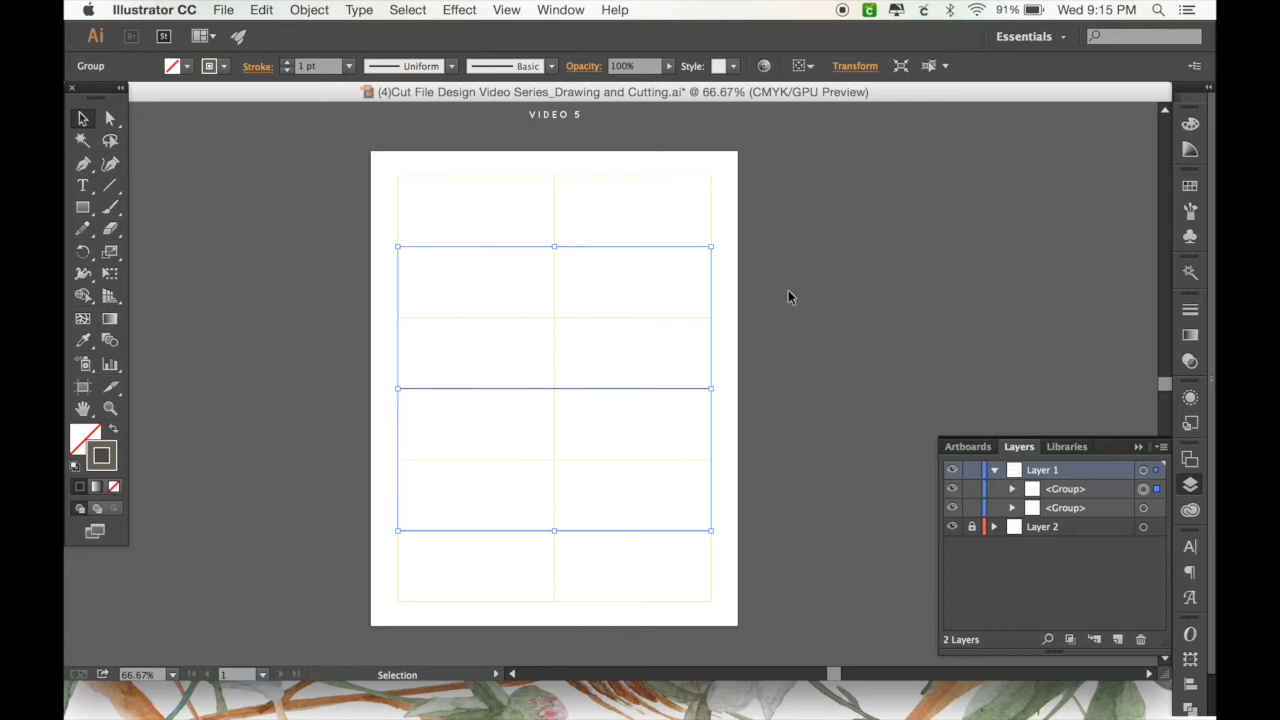 Illustrator CC File Edit Object Type Select Effect View Window Help 91% Wed 9:15 PM
Ai Br St Essentials
Group Stroke: 1 pt Uniform Basic Opacity: 100% Style: Transform
(4)Cut File Design Video Series_Drawing and Cutting.ai* @ 66.67% (CMYK/GPU Preview)
VIDEO 5
Artboards Layers Libraries
Layer 1
<Group>
<Group>
Layer 2
2 Layers
66.67% 1 Selection